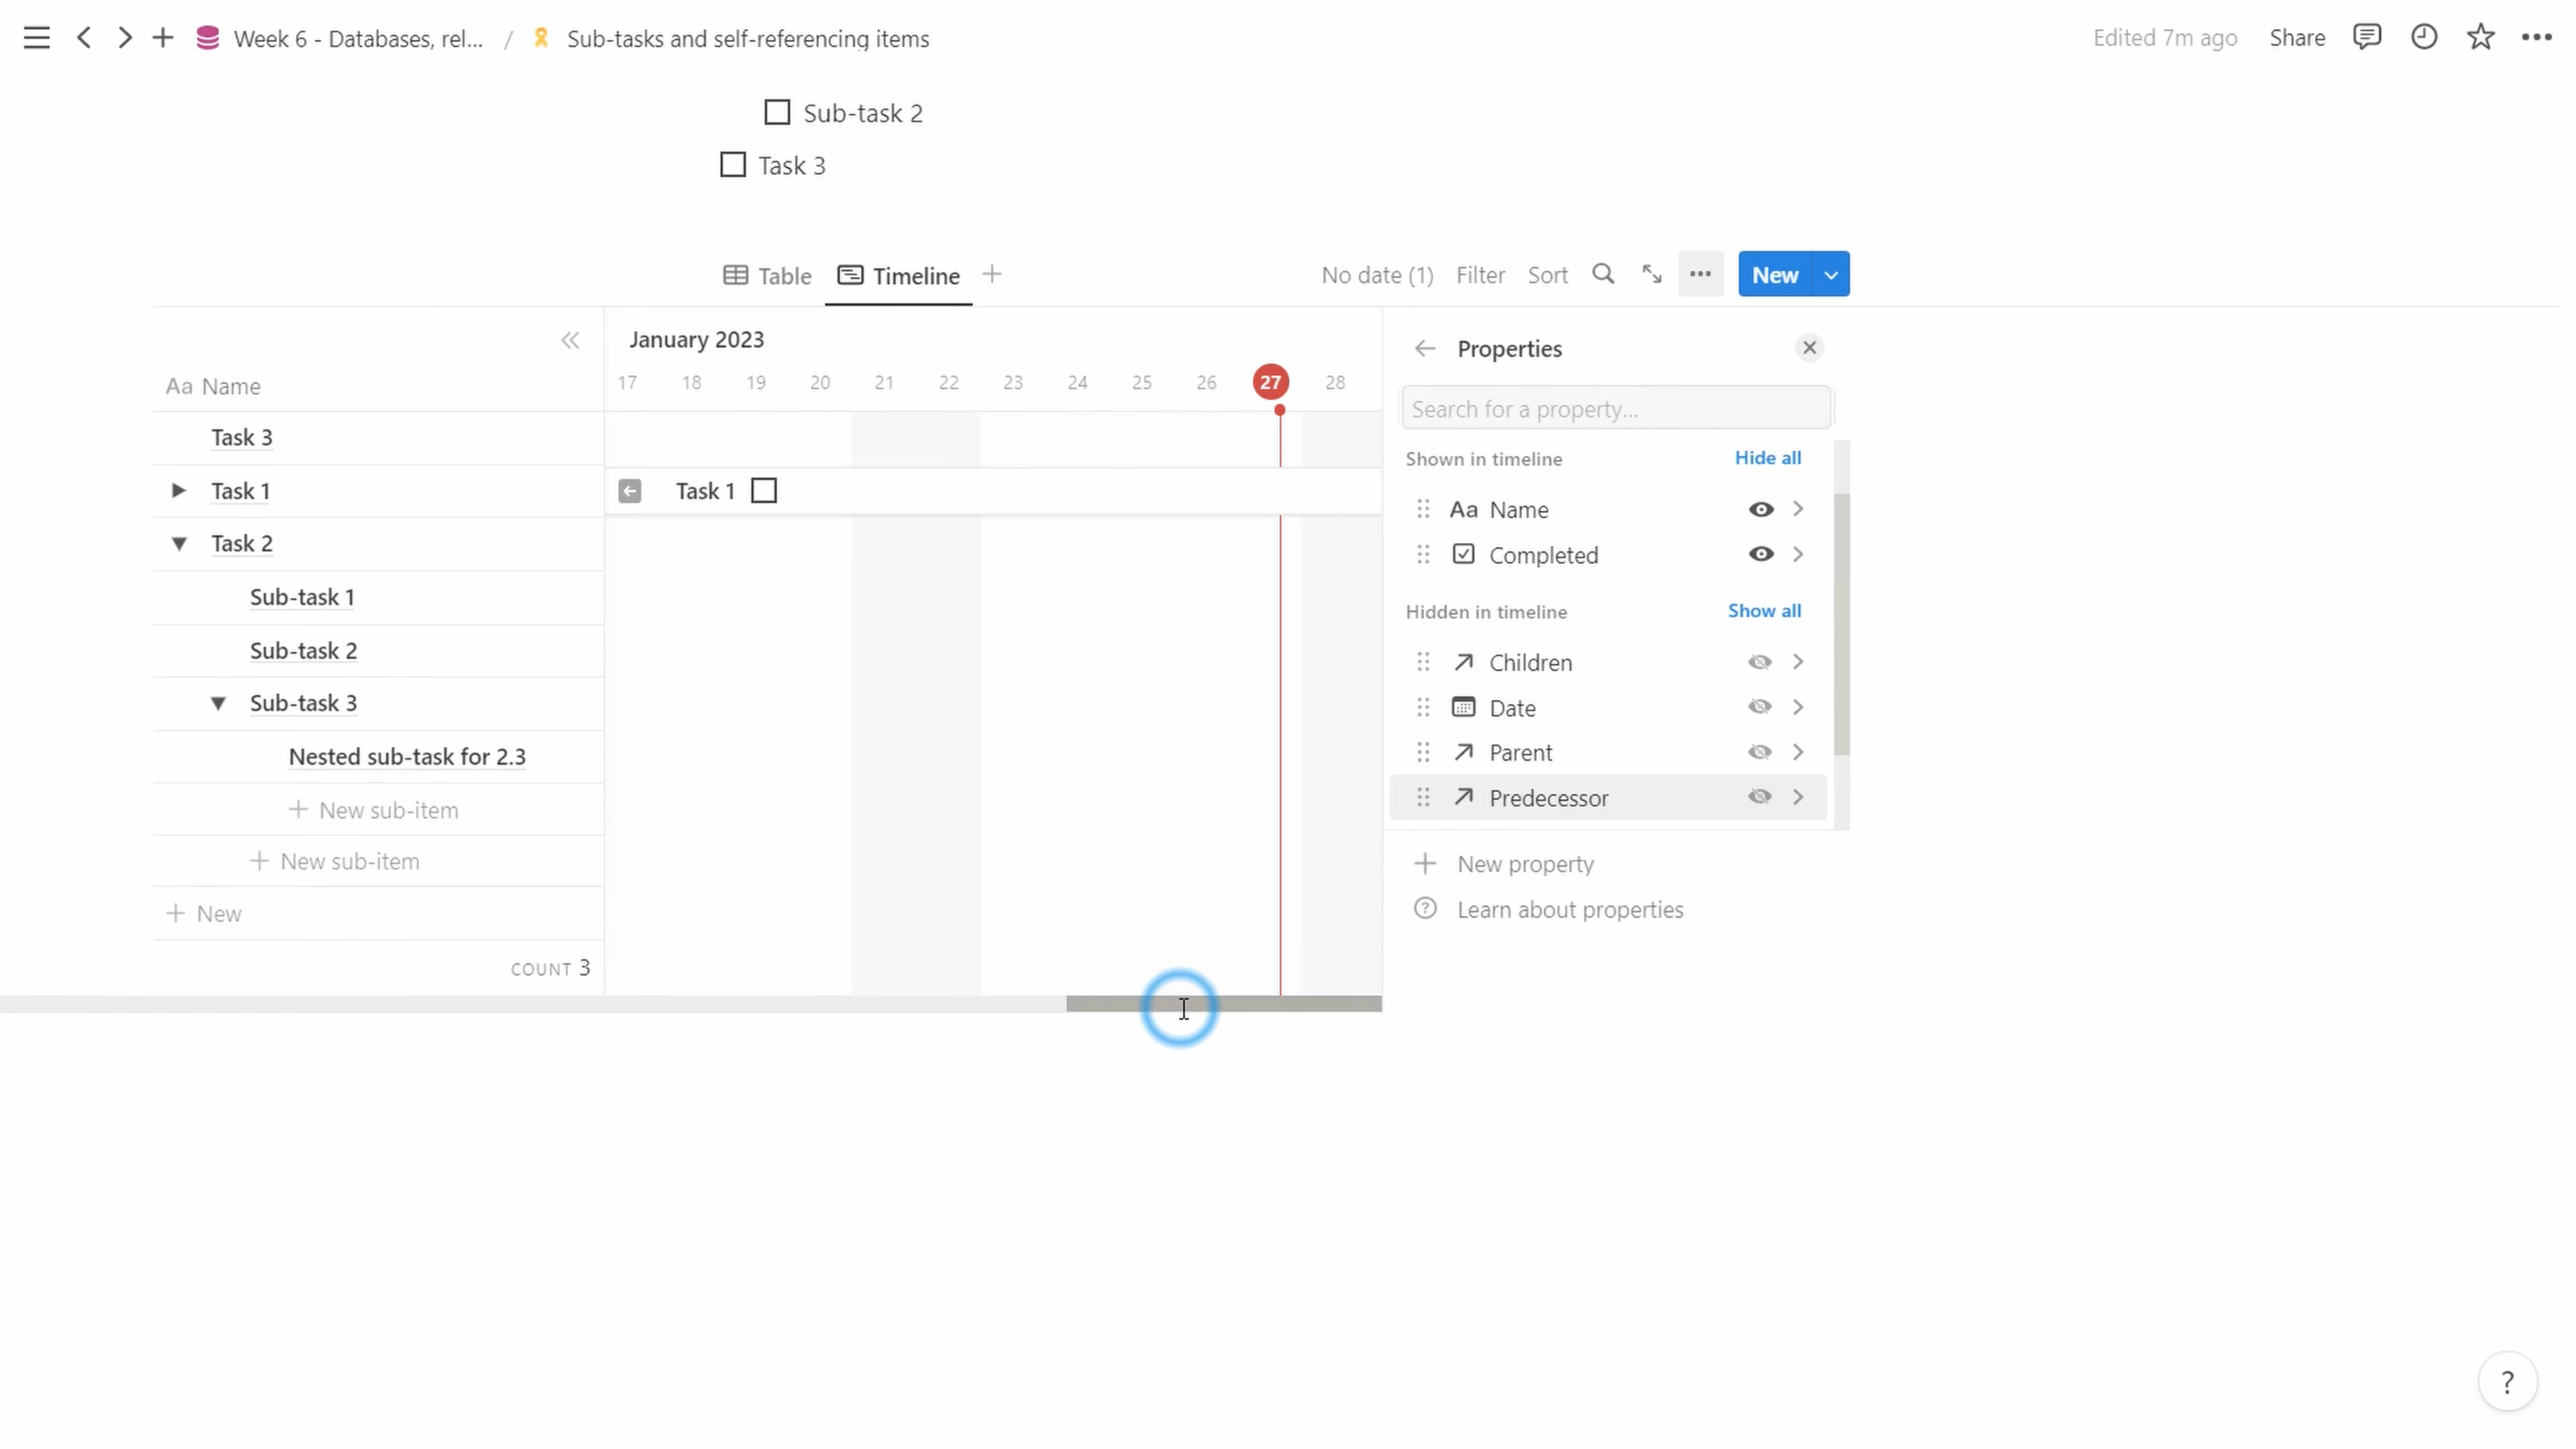 Week 6 - Databases, rel... / Sub-tasks and self-referencing items
Edited 7m ago Share
Sub-task 2
Task 3
Table Timeline
No date (1) Filter Sort New
January 2023
Aa Name
17 18 19 20 21 22 23 24 25 26 27 28
Task 3
Task 1
Task 1
Task 2
Sub-task 1
Sub-task 2
Sub-task 3
Nested sub-task for 2.3
+ New sub-item
+ New sub-item
+ New
COUNT 3
Properties
Search for a property...
Shown in timeline Hide all
Aa Name
Completed
Hidden in timeline Show all
Children
Date
Parent
Predecessor
+ New property
? Learn about properties
?